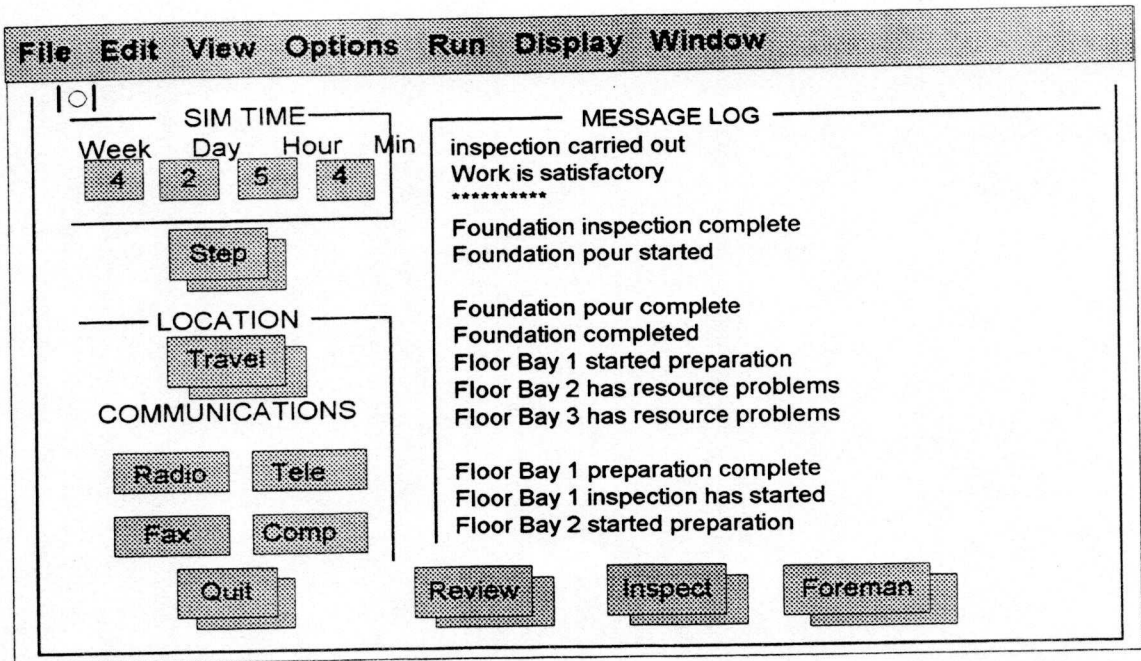 File Edit View Options Run Display Window
SIM TIME
Week Day Hour Min
4 2 5 4
Step
LOCATION
Travel
COMMUNICATIONS
Radio Tele
Fax Comp
Quit
MESSAGE LOG
inspection carried out
Work is satisfactory
**********
Foundation inspection complete
Foundation pour started
Foundation pour complete
Foundation completed
Floor Bay 1 started preparation
Floor Bay 2 has resource problems
Floor Bay 3 has resource problems
Floor Bay 1 preparation complete
Floor Bay 1 inspection has started
Floor Bay 2 started preparation
Review Inspect Foreman